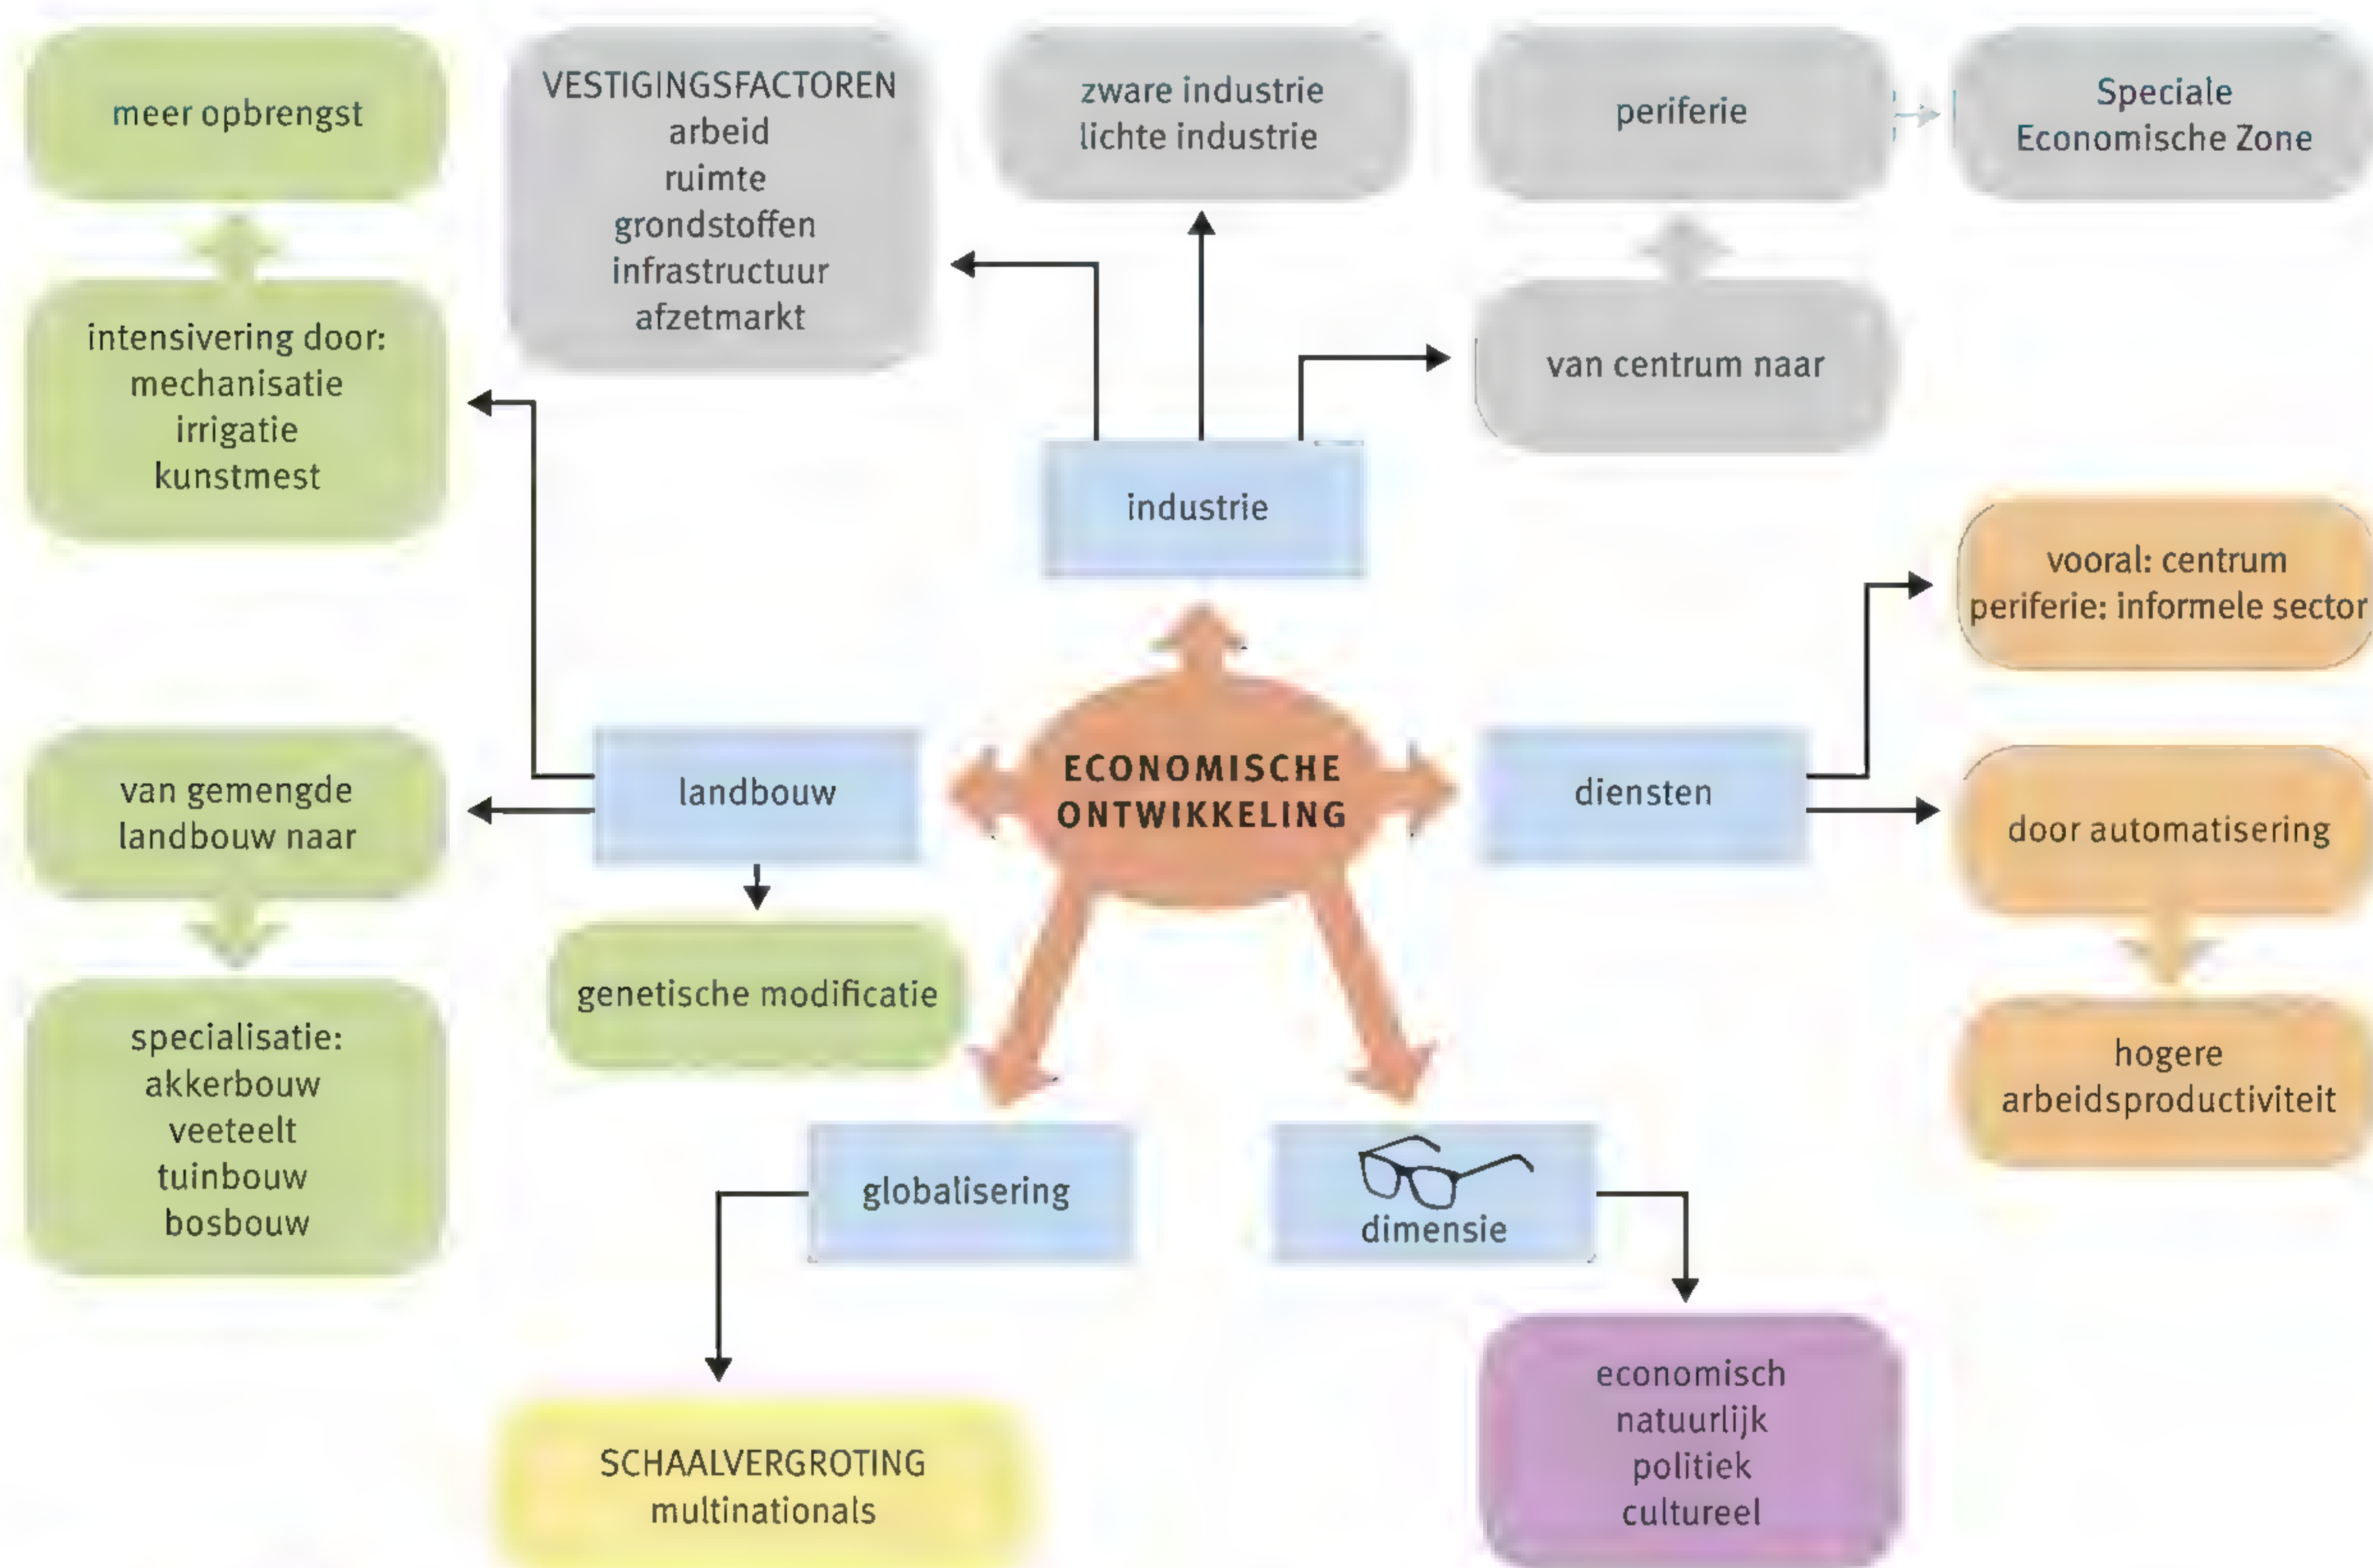 meer opbrengst
VESTIGINGSFACTOREN
arbeid
ruimte
grondstoffen
infrastructuur
afzetmarkt
zware industrie
lichte industrie
periferie
Speciale
Economische Zone
intensivering door:
mechanisatie
irrigatie
kunstmest
van centrum naar
industrie
vooral: centrum
periferie: informele sector
van gemengde
landbouw naar
landbouw
ECONOMISCHE
ONTWIKKELING
diensten
door automatisering
genetische modificatie
specialisatie:
akkerbouw
veeteelt
tuinbouw
bosbouw
hogere
arbeidsproductiviteit
globalisering
dimensie
SCHAALVERGROTING
multinationals
economisch
natuurlijk
politiek
cultureel